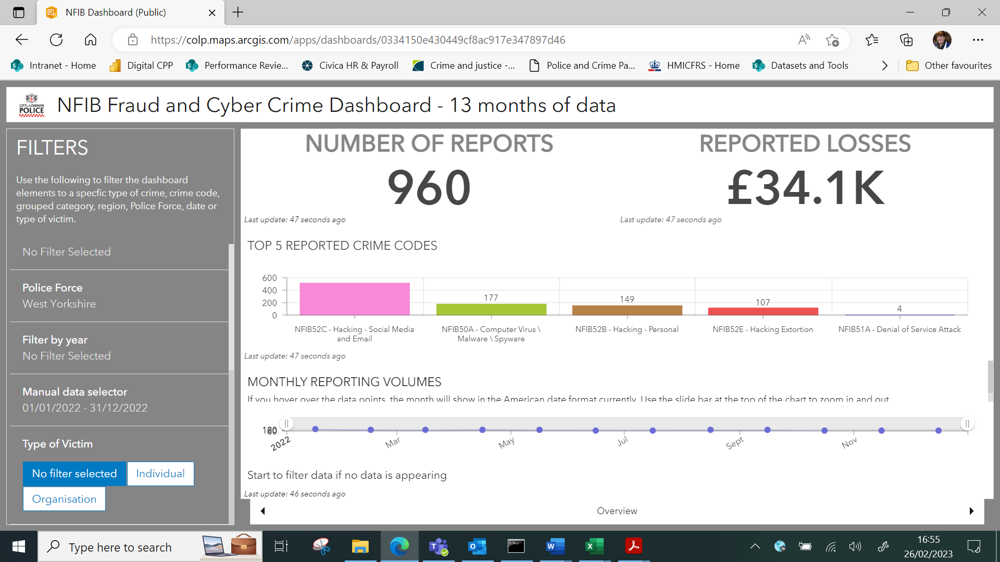 NFIB Dashboard (Public)
https://colp.maps.arcgis.com/apps/dashboards/0334150e430449cf8ac917e347897d46
Intranet - Home
Digital CPP
Performance Revie...
Civica HR & Payroll
Crime and justice -...
Police and Crime Pa...
HMICFRS - Home
Datasets and Tools
Other favourites
CITY of LONDON
POLICE
NFIB Fraud and Cyber Crime Dashboard - 13 months of data
FILTERS
Use the following to filter the dashboard
elements to a specfic type of crime, crime code,
grouped category, region, Police Force, date or
type of victim.
No Filter Selected
Police Force
West Yorkshire
Filter by year
No Filter Selected
Manual data selector
01/01/2022 - 31/12/2022
Type of Victim
No filter selected
Individual
Organisation
NUMBER OF REPORTS
960
Last update: 47 seconds ago
REPORTED LOSSES
£34.1K
Last update: 47 seconds ago
TOP 5 REPORTED CRIME CODES
600
400
200
0
177
149
107
4
NFIB52C - Hacking - Social Media
and Email
NFIB50A - Computer Virus \
Malware \ Spyware
NFIB52B - Hacking - Personal
NFIB52E - Hacking Extortion
NFIB51A - Denial of Service Attack
Last update: 47 seconds ago
MONTHLY REPORTING VOLUMES
If you hover over the data points, the month will show in the American date format currently. Use the slide bar at the top of the chart to zoom in and out
2022
Mar
May
Jul
Sept
Nov
Start to filter data if no data is appearing
Last update: 46 seconds ago
Overview
Type here to search
16:55
26/02/2023